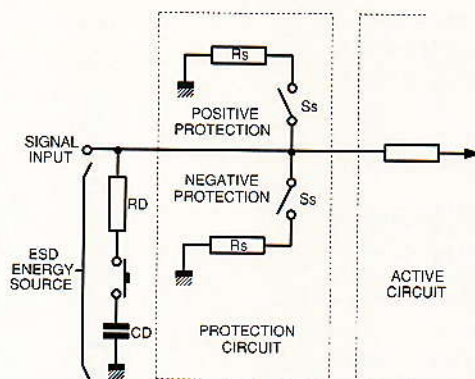 Rs
POSITIVE
PROTECTION
Ss
SIGNAL
INPUT
NEGATIVE
PROTECTION
Ss
RD
Rs
ESD
ENERGY
SOURCE
CD
PROTECTION
CIRCUIT
ACTIVE
CIRCUIT